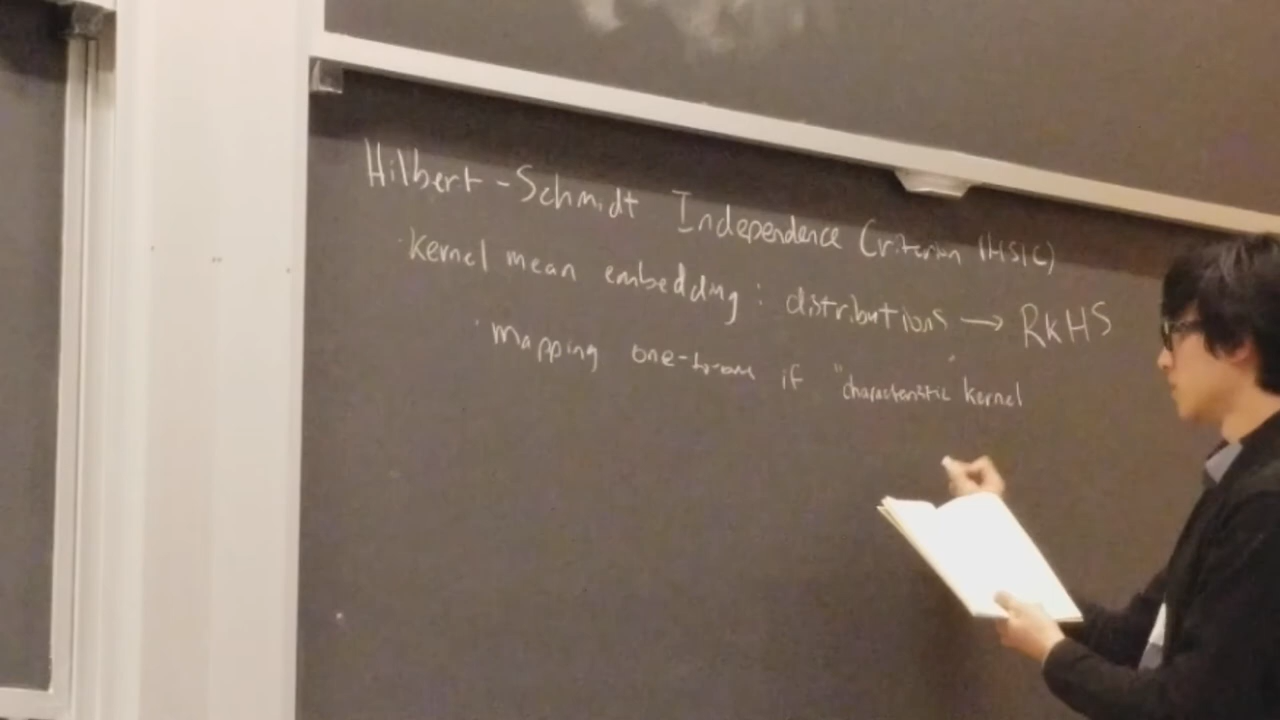 Hilbert-Schmidt Independence Criterion (HSIC)
· Kernel mean embedding : distributions → RKHS
· Mapping one-to-one if "characteristic" kernel